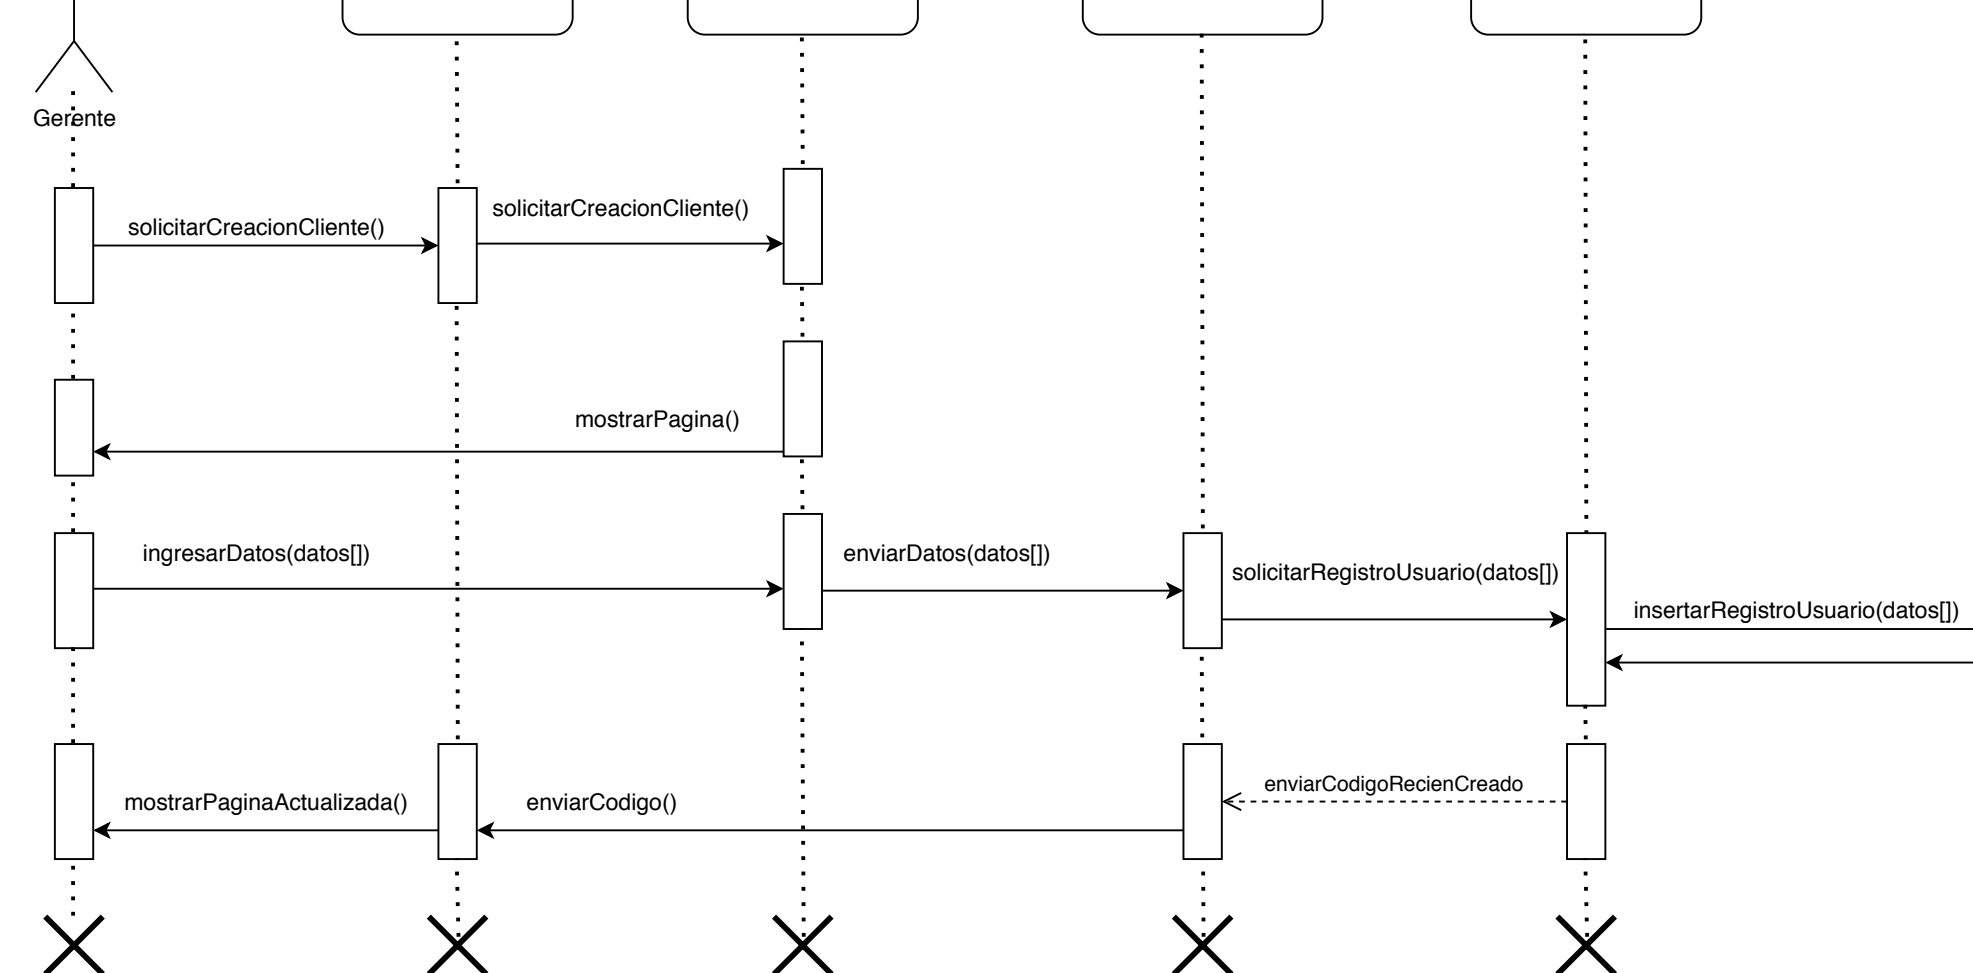 Gerente
solicitarCreacionCliente()
solicitarCreacionCliente()
mostrarPagina()
ingresarDatos(datos[])
enviarDatos(datos[])
solicitarRegistroUsuario(datos[])
insertarRegistroUsuario(datos[])
enviarCodigoRecienCreado
mostrarPaginaActualizada()
enviarCodigo()